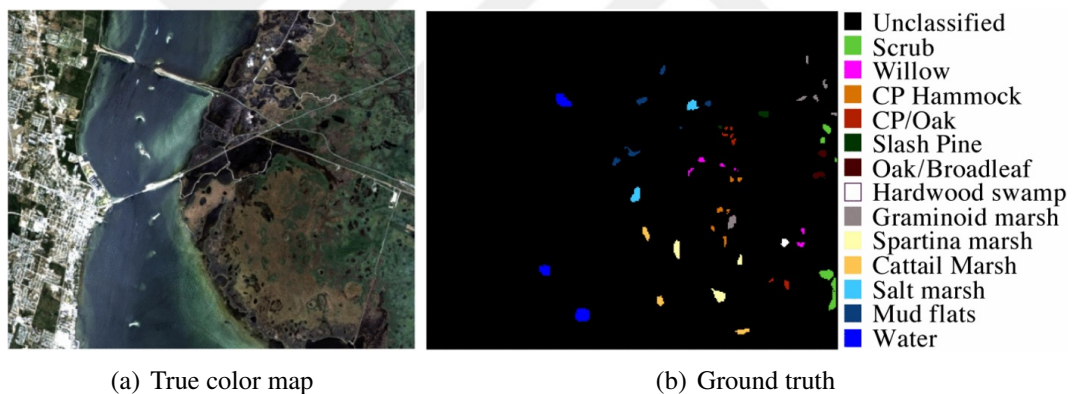 Unclassified
Scrub
Willow
CP Hammock
CP/Oak
Slash Pine
Oak/Broadleaf
Hardwood swamp
Graminoid marsh
Spartina marsh
Cattail Marsh
Salt marsh
Mud flats
Water
(a) True color map
(b) Ground truth